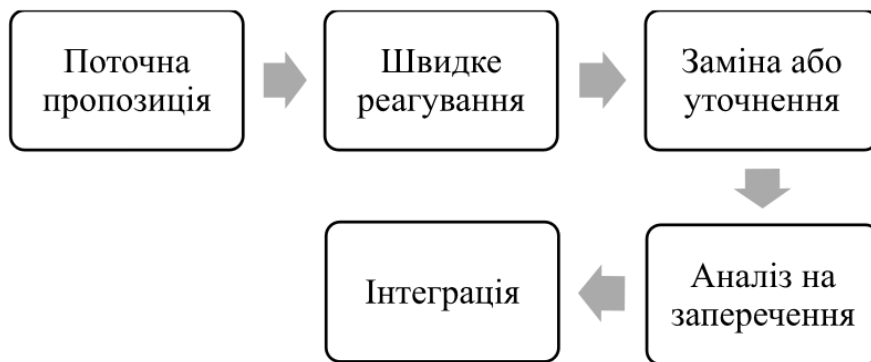 Поточна
пропозиція
Швидке
реагування
Заміна або
уточнення
Аналіз на
заперечення
Інтеграція